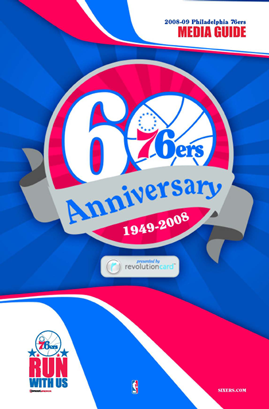 2008-09 Philadelphia 76ers
MEDIA GUIDE
60
76ers
Anniversary
1949-2008
presented by
revolutioncard
76ers
RUN
WITH US
SIXERS.COM